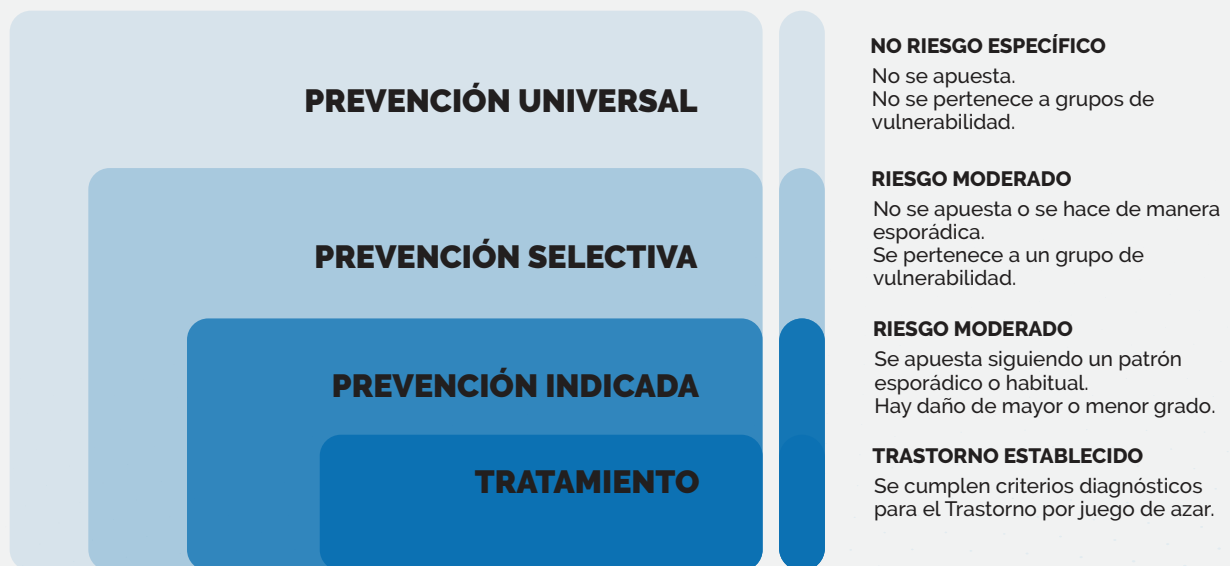 PREVENCIÓN UNIVERSAL
NO RIESGO ESPECÍFICO
No se apuesta.
No se pertenece a grupos de
vulnerabilidad.
PREVENCIÓN SELECTIVA
RIESGO MODERADO
No se apuesta o se hace de manera
esporádica.
Se pertenece a un grupo de
vulnerabilidad.
PREVENCIÓN INDICADA
RIESGO MODERADO
Se apuesta siguiendo un patrón
esporádico o habitual.
Hay daño de mayor o menor grado.
TRATAMIENTO
TRASTORNO ESTABLECIDO
Se cumplen criterios diagnósticos
para el Trastorno por juego de azar.